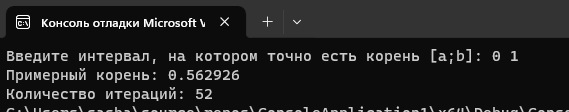 Консоль отладки Microsoft V
Введите интервал, на котором точно есть корень [a;b]: 0 1
Примерный корень: 0.562926
Количество итераций: 52